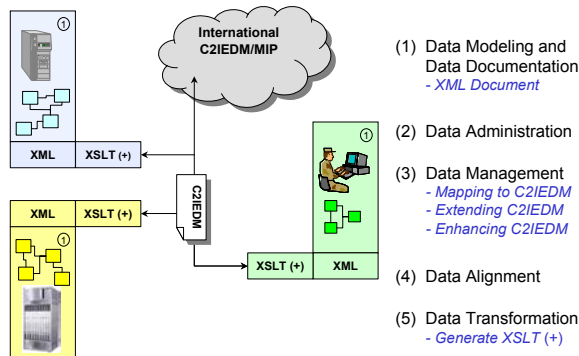 ①
International
C2IEDM/MIP
XML
XSLT (+)
XML
XSLT (+)
①
C2IEDM
①
XSLT (+)
XML
(1) Data Modeling and
Data Documentation
- XML Document
(2) Data Administration
(3) Data Management
- Mapping to C2IEDM
- Extending C2IEDM
- Enhancing C2IEDM
(4) Data Alignment
(5) Data Transformation
- Generate XSLT (+)